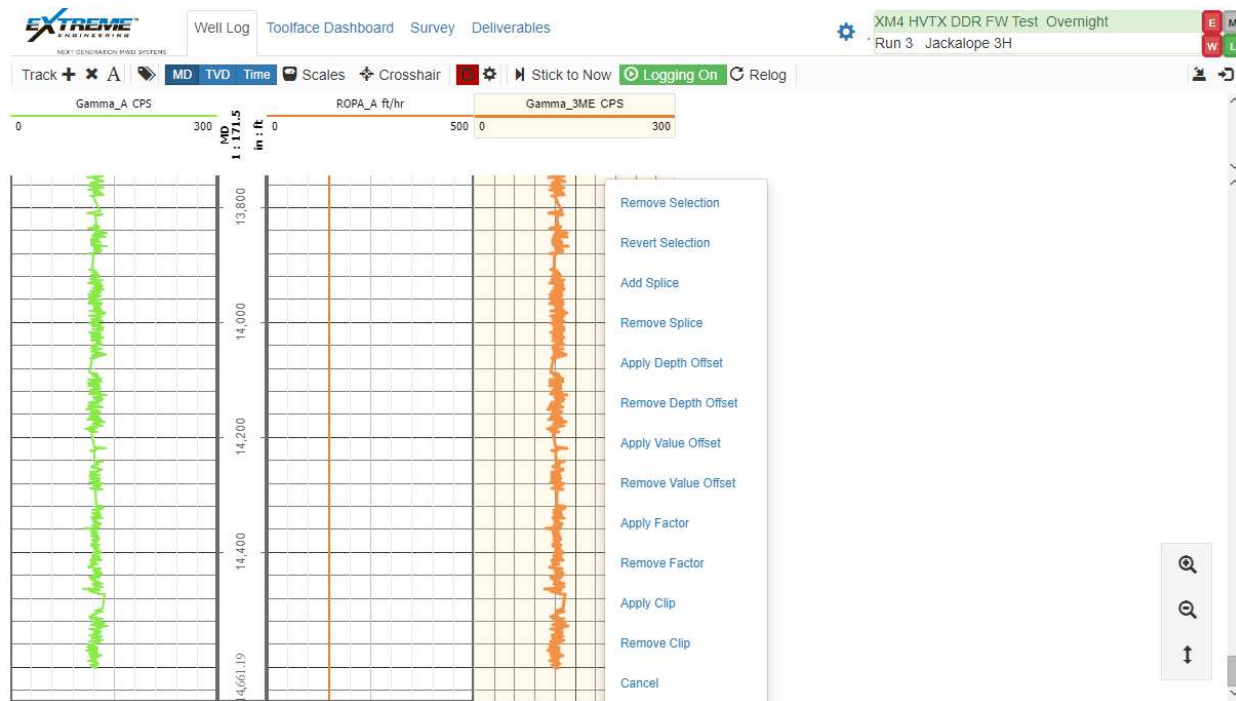 EXTREME
ENGINEERING
NEXT GENERATION MWD SYSTEMS
Well Log
Toolface Dashboard
Survey
Deliverables
XM4 HVTX DDR FW Test Overnight
Run 3 Jackalope 3H
E
M
W
L
Track
A
MD
TVD
Time
Scales
Crosshair
Stick to Now
Logging On
Relog
Gamma_A CPS
0 300
MD
1 : 171.5
in : ft
ROPA_A ft/hr
0 500
Gamma_3ME CPS
0 300
13,800
14,000
14,200
14,400
14,661.19
Remove Selection
Revert Selection
Add Splice
Remove Splice
Apply Depth Offset
Remove Depth Offset
Apply Value Offset
Remove Value Offset
Apply Factor
Remove Factor
Apply Clip
Remove Clip
Cancel